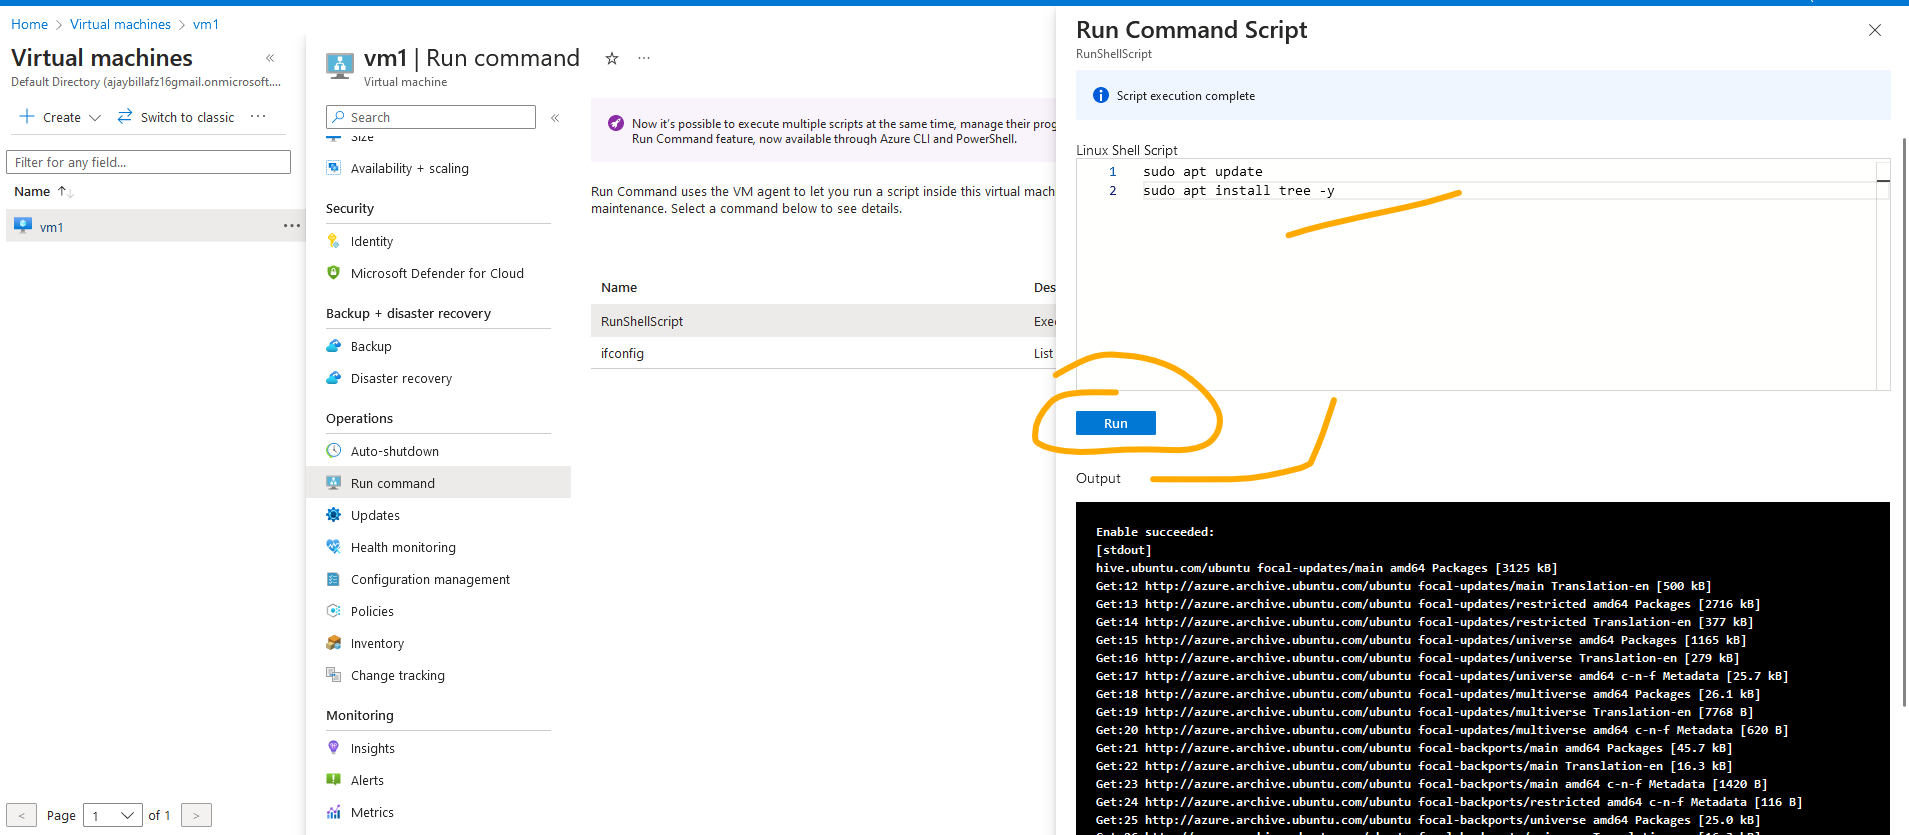 Home > Virtual machines > vm1
Virtual machines «
Default Directory (ajaybillafz16gmail.onmicrosoft....
+ Create Switch to classic ...
Filter for any field...
Name ↑↓
vm1 ...
< Page 1 of 1 >
vm1 | Run command ☆ ...
Virtual machine
Search «
Size
Availability + scaling
Security
Identity
Microsoft Defender for Cloud
Backup + disaster recovery
Backup
Disaster recovery
Operations
Auto-shutdown
Run command
Updates
Health monitoring
Configuration management
Policies
Inventory
Change tracking
Monitoring
Insights
Alerts
Metrics
Now it's possible to execute multiple scripts at the same time, manage their prog
Run Command feature, now available through Azure CLI and PowerShell.
Run Command uses the VM agent to let you run a script inside this virtual mach
maintenance. Select a command below to see details.
Name Des
RunShellScript Exec
ifconfig List
Run Command Script
RunShellScript
Script execution complete
Linux Shell Script
1 sudo apt update
2 sudo apt install tree -y
Run
Output
Enable succeeded:
[stdout]
hive.ubuntu.com/ubuntu focal-updates/main amd64 Packages [3125 kB]
Get:12 http://azure.archive.ubuntu.com/ubuntu focal-updates/main Translation-en [500 kB]
Get:13 http://azure.archive.ubuntu.com/ubuntu focal-updates/restricted amd64 Packages [2716 kB]
Get:14 http://azure.archive.ubuntu.com/ubuntu focal-updates/restricted Translation-en [377 kB]
Get:15 http://azure.archive.ubuntu.com/ubuntu focal-updates/universe amd64 Packages [1165 kB]
Get:16 http://azure.archive.ubuntu.com/ubuntu focal-updates/universe Translation-en [279 kB]
Get:17 http://azure.archive.ubuntu.com/ubuntu focal-updates/universe amd64 c-n-f Metadata [25.7 kB]
Get:18 http://azure.archive.ubuntu.com/ubuntu focal-updates/multiverse amd64 Packages [26.1 kB]
Get:19 http://azure.archive.ubuntu.com/ubuntu focal-updates/multiverse Translation-en [7768 B]
Get:20 http://azure.archive.ubuntu.com/ubuntu focal-updates/multiverse amd64 c-n-f Metadata [620 B]
Get:21 http://azure.archive.ubuntu.com/ubuntu focal-backports/main amd64 Packages [45.7 kB]
Get:22 http://azure.archive.ubuntu.com/ubuntu focal-backports/main Translation-en [16.3 kB]
Get:23 http://azure.archive.ubuntu.com/ubuntu focal-backports/main amd64 c-n-f Metadata [1420 B]
Get:24 http://azure.archive.ubuntu.com/ubuntu focal-backports/restricted amd64 c-n-f Metadata [116 B]
Get:25 http://azure.archive.ubuntu.com/ubuntu focal-backports/universe amd64 Packages [25.0 kB]